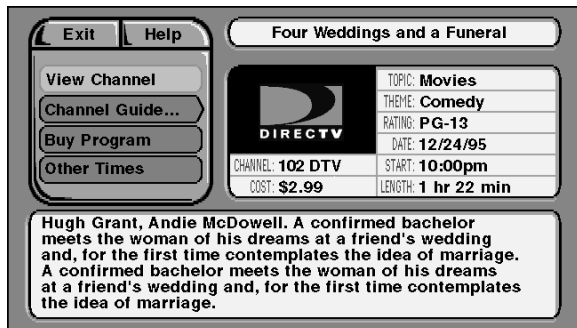 Exit Help
Four Weddings and a Funeral
View Channel
Channel Guide...
Buy Program
Other Times
DIRECTV
CHANNEL: 102 DTV
COST: $2.99
TOPIC: Movies
THEME: Comedy
RATING: PG-13
DATE: 12/24/95
START: 10:00pm
LENGTH: 1 hr 22 min
Hugh Grant, Andie McDowell. A confirmed bachelor
meets the woman of his dreams at a friend's wedding
and, for the first time contemplates the idea of marriage.
A confirmed bachelor meets the woman of his dreams
at a friend's wedding and, for the first time contemplates
the idea of marriage.